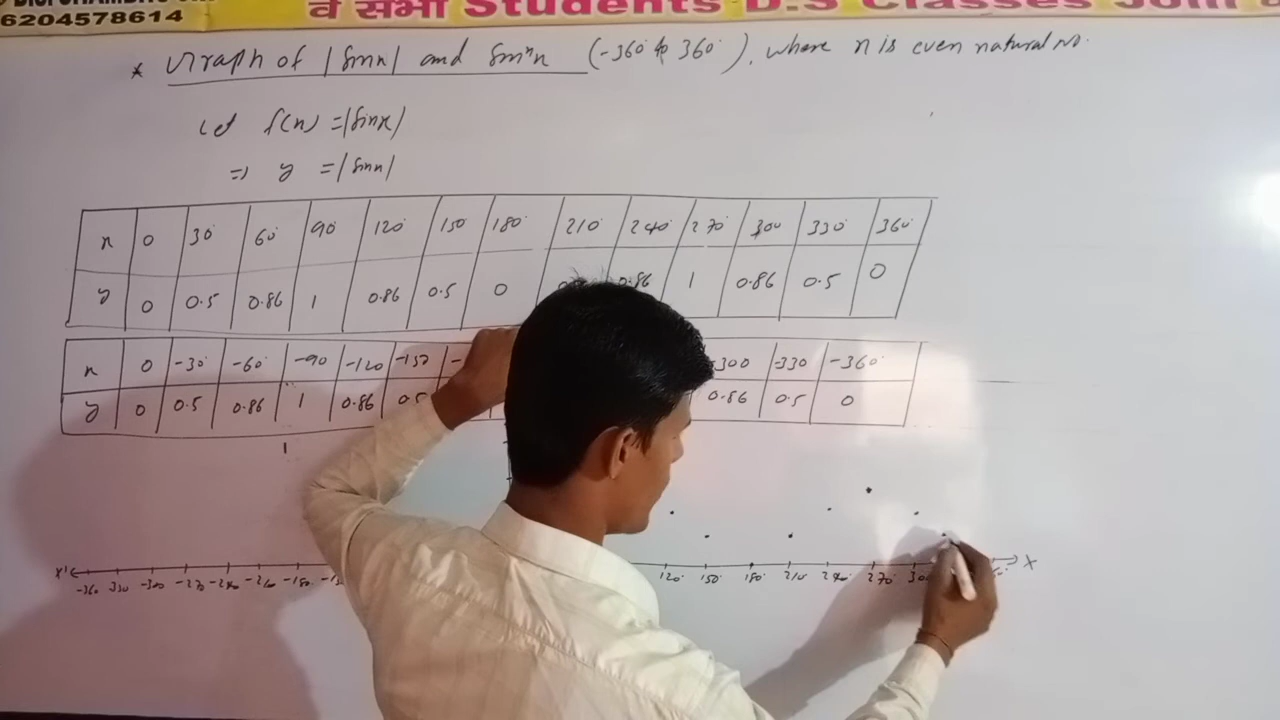 6204578614
वे सभी Students D.S Classes Join
* Graph of |sinx| and sinⁿx (-360° to 360°), where n is even natural no.
Let f(x) = |sinx|
⇒ y = |sinx|
x 0 30° 60° 90° 120° 150° 180° 210° 240° 270° 300 330° 360°
y 0 0.5 0.86 1 0.86 0.5 0 0.86 1 0.86 0.5 0
x 0 -30° -60° -90 -120 -150 -300 -330 -360°
y 0 0.5 0.86 1 0.86 0.86 0.5 0
X' X
-360 330 -300 -270 -240 -210 -180 120° 150° 180° 210 240 270° 300